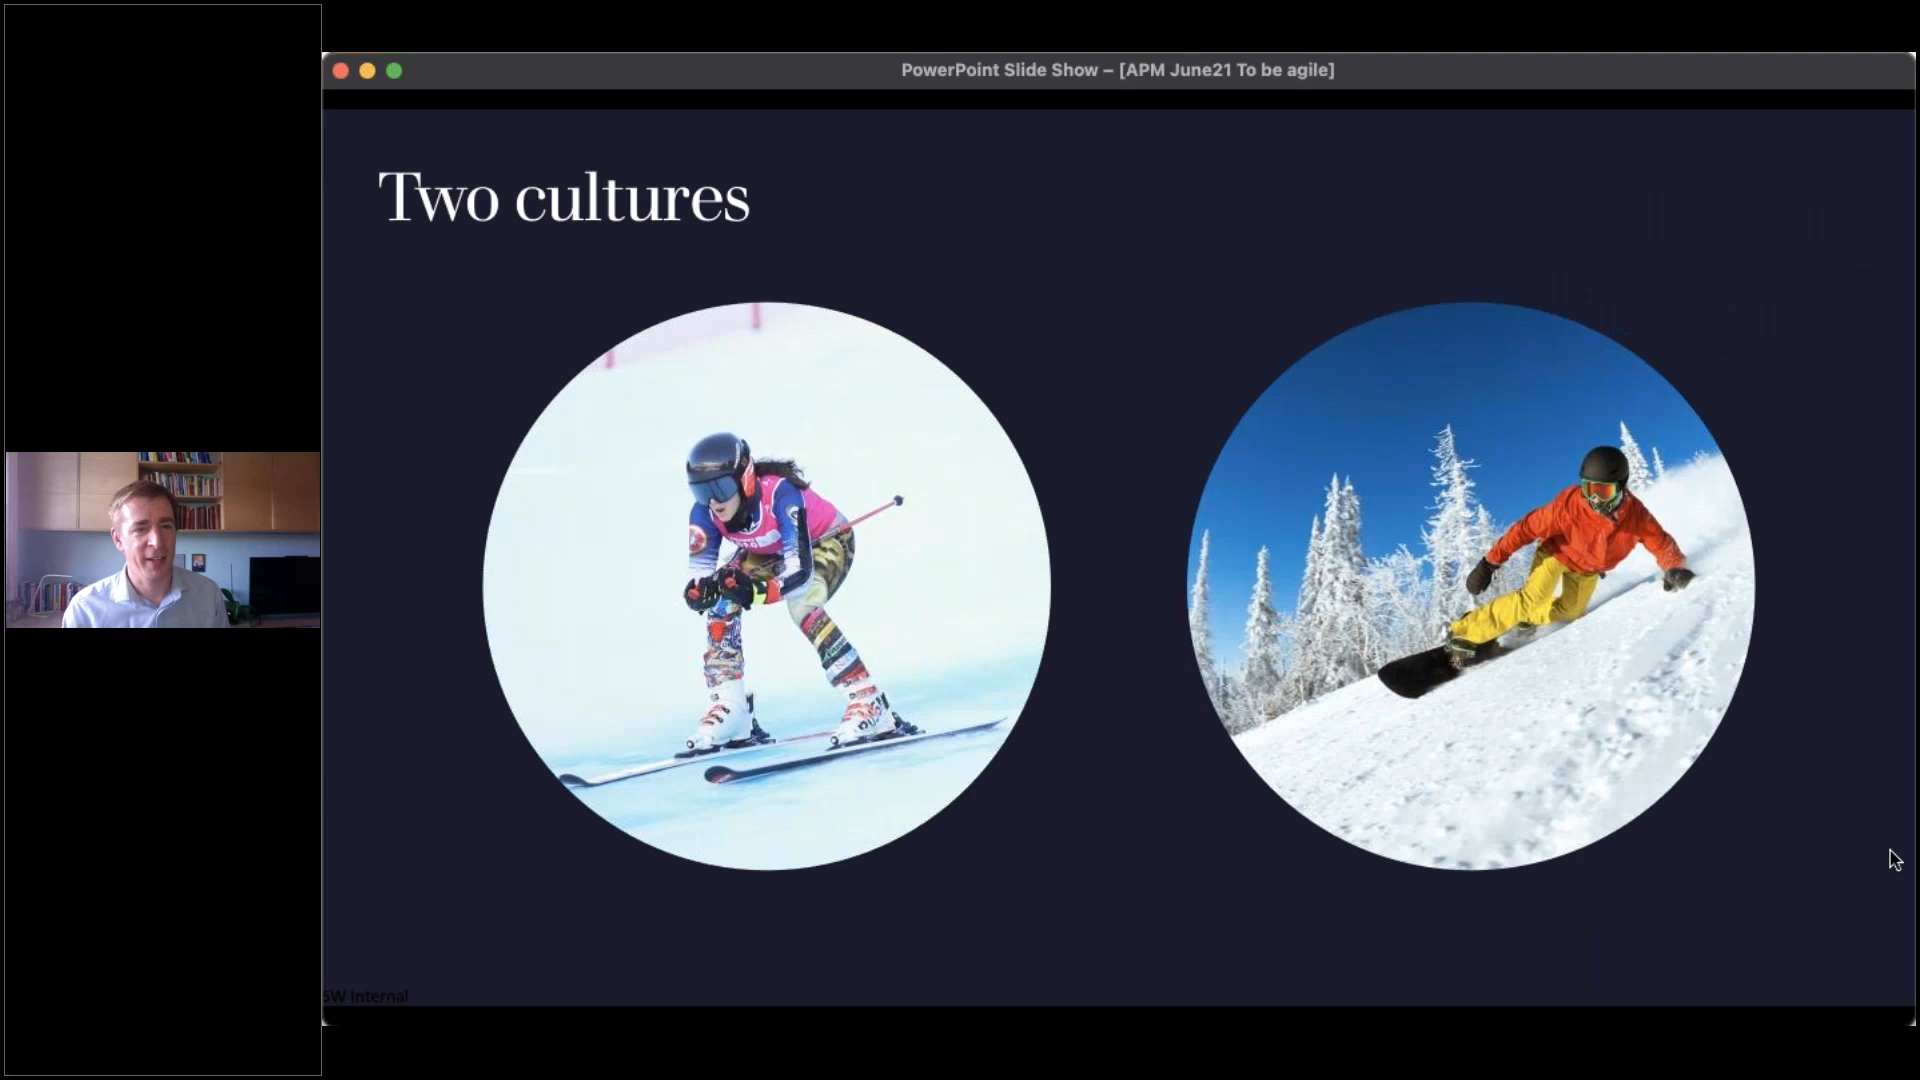 PowerPoint Slide Show – [APM June21 To be agile]
Two cultures
SW Internal